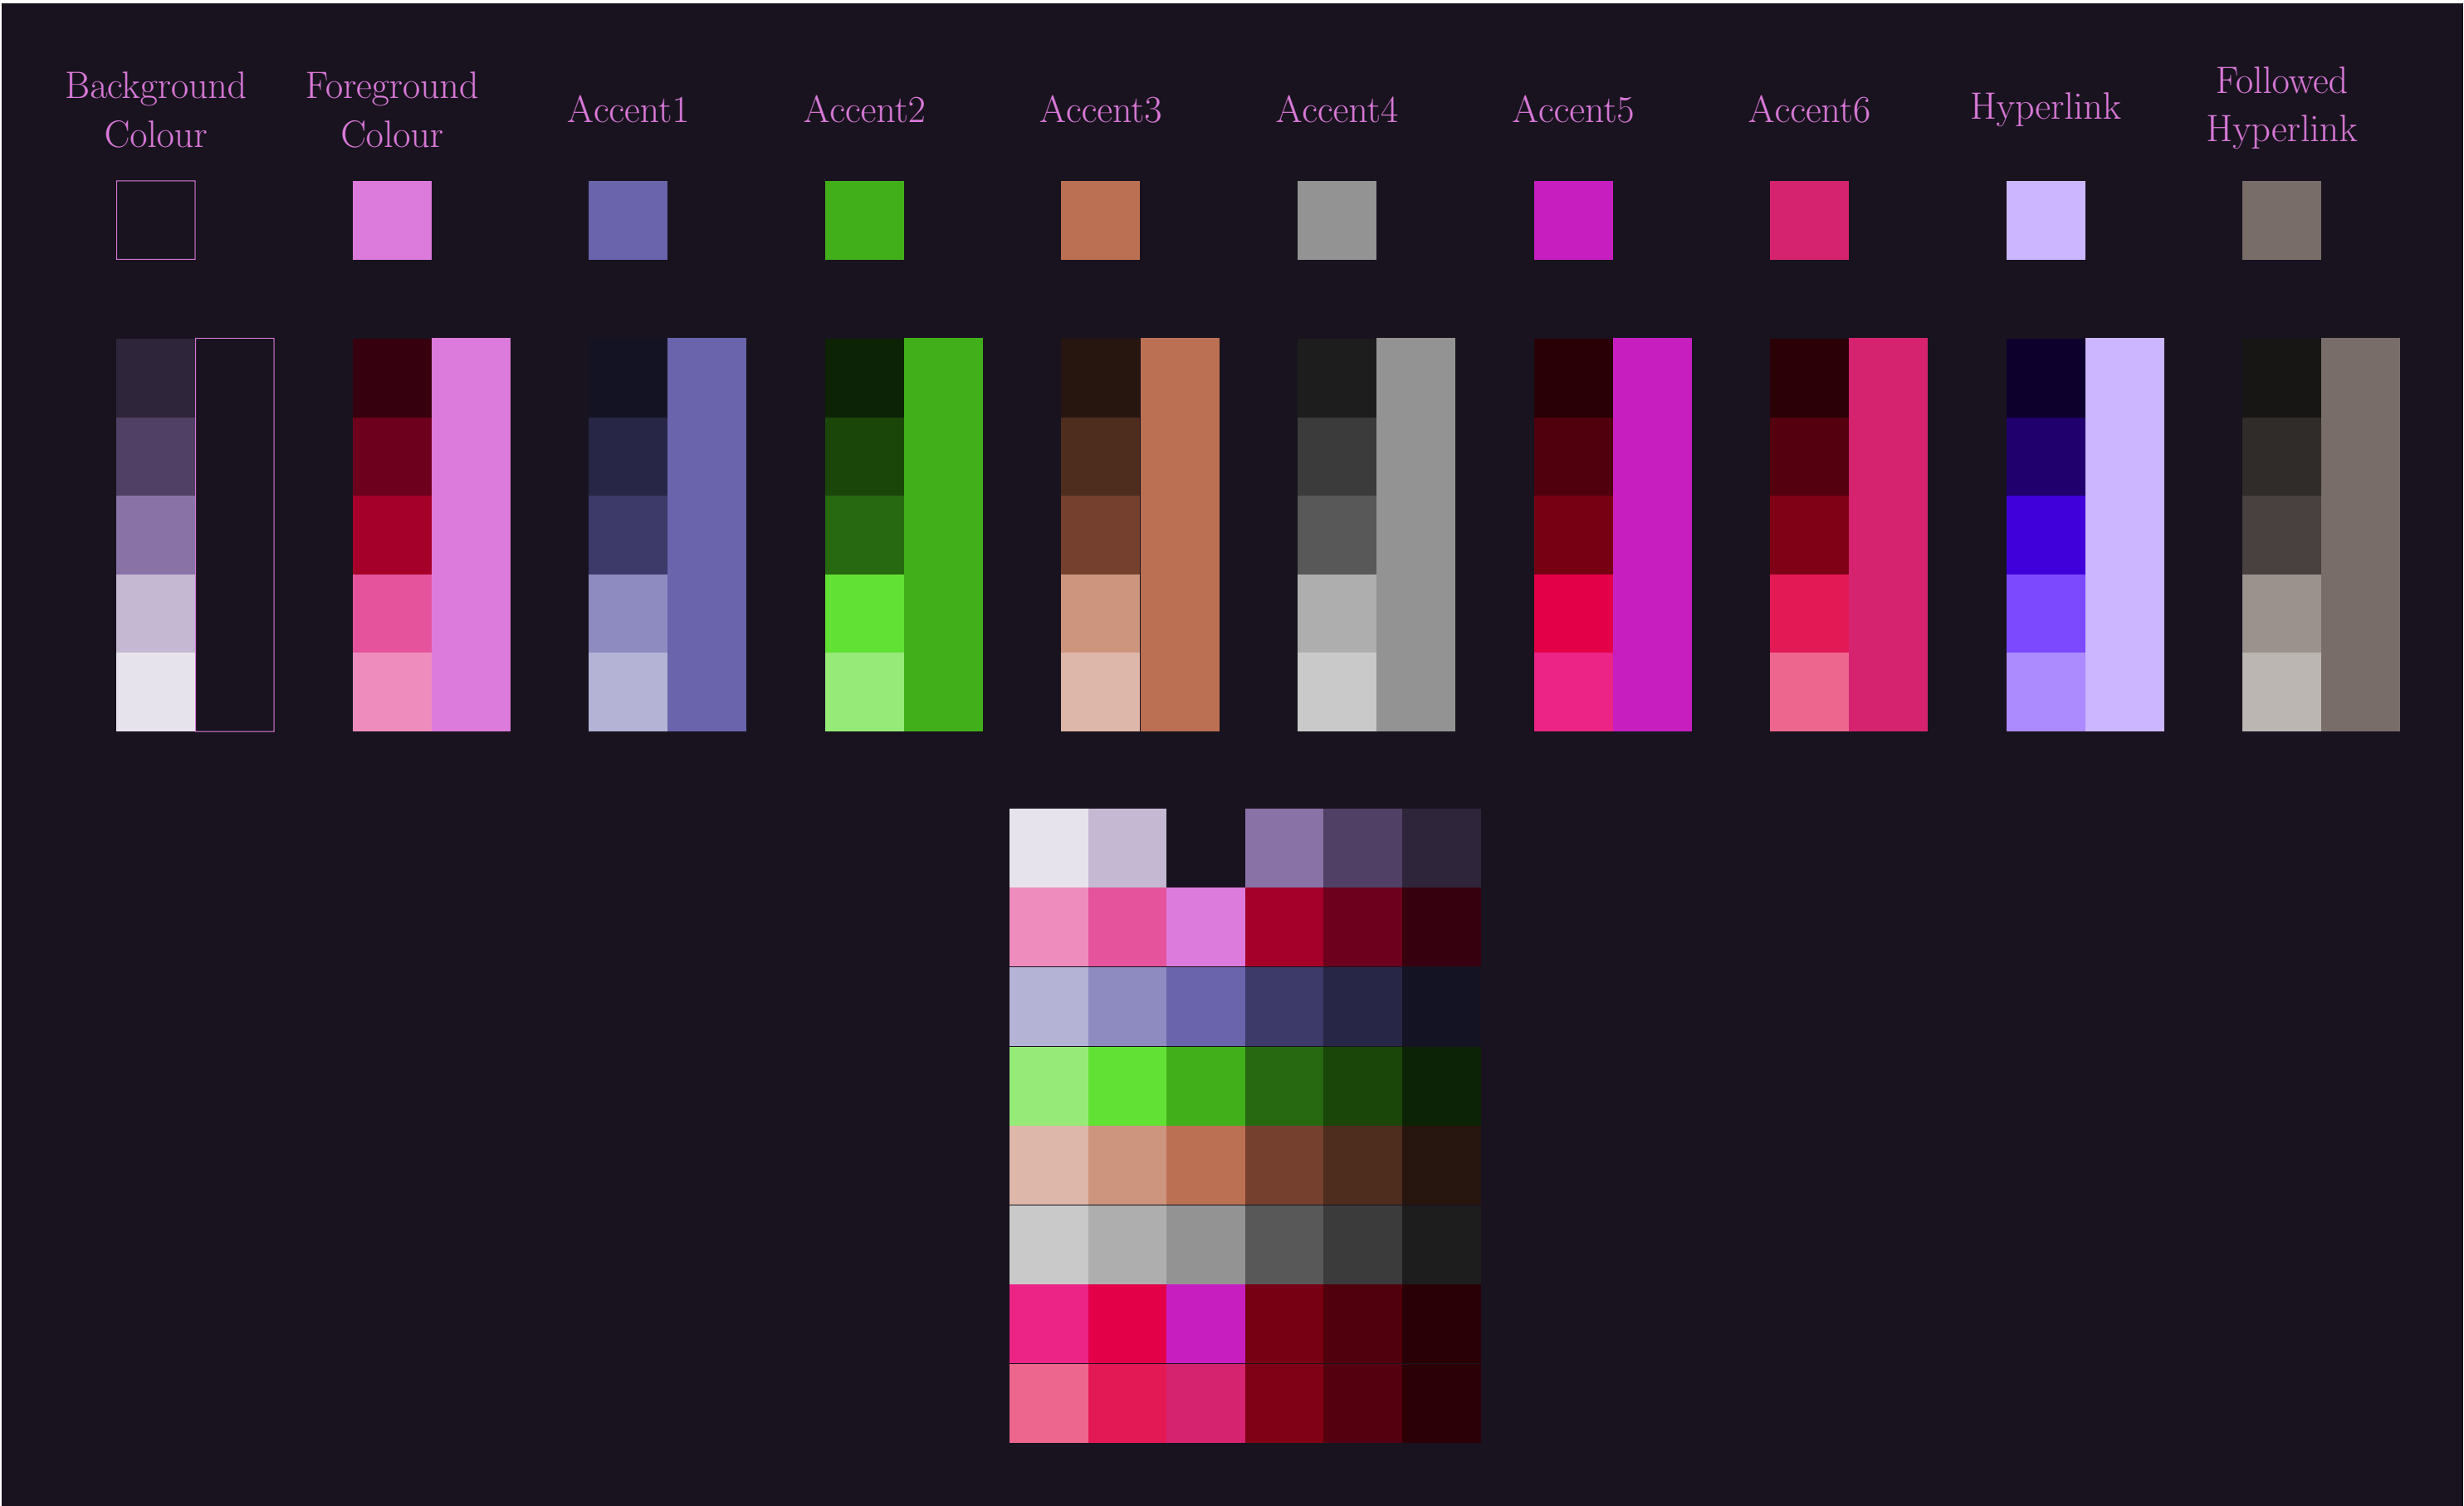 Background
Colour
Foreground
Colour
Accent1
Accent2
Accent3
Accent4
Accent5
Accent6
Hyperlink
Followed
Hyperlink